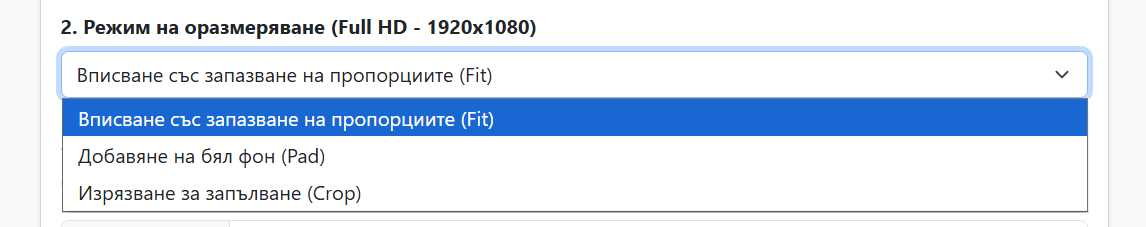 2. Режим на оразмеряване (Full HD - 1920x1080)
Вписване със запазване на пропорциите (Fit)
Вписване със запазване на пропорциите (Fit)
Добавяне на бял фон (Pad)
Изрязване за запълване (Crop)